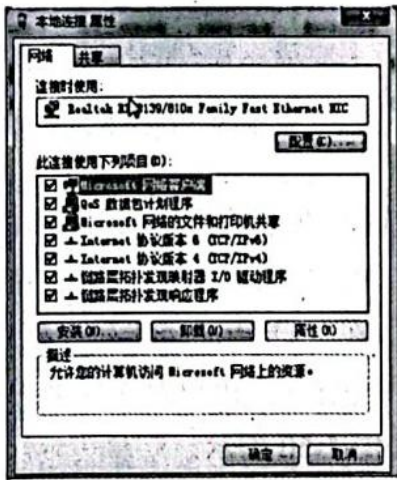 本地连接 属性
网络 共享
连接时使用:
Realtek RTL8139/810x Family Fast Ethernet NIC
配置(C)...
此连接使用下列项目(O):
Microsoft 网络客户端
QoS 数据包计划程序
Microsoft 网络的文件和打印机共享
Internet 协议版本 6 (TCP/IPv6)
Internet 协议版本 4 (TCP/IPv4)
链路层拓扑发现映射器 I/O 驱动程序
链路层拓扑发现响应程序
安装(N)... 卸载(U) 属性(R)
描述
允许您的计算机访问 Microsoft 网络上的资源。
确定 取消